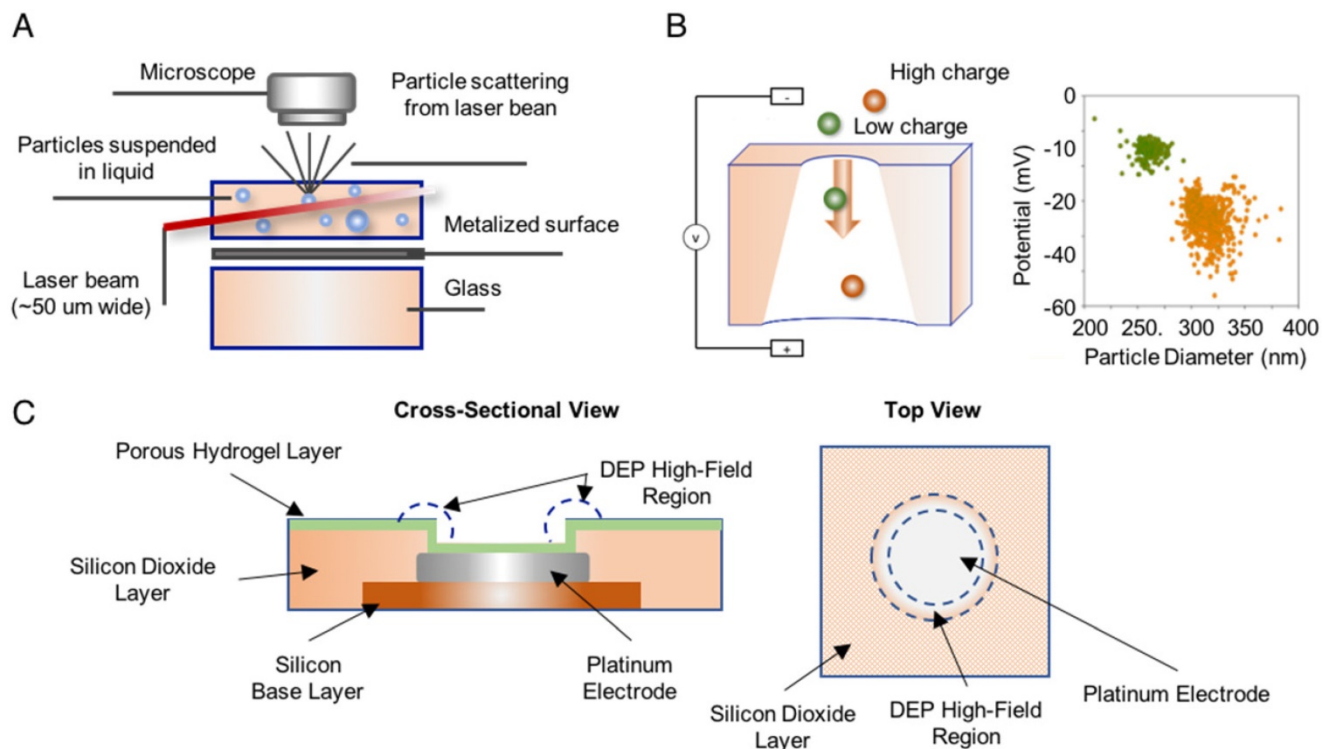 A
Microscope
Particle scattering
from laser bean
Particles suspended
in liquid
Metalized surface
Laser beam
(~50 um wide)
Glass
B
High charge
Low charge
-
v
+
Potential (mV)
0
-10
-20
-40
-60
200 250. 300 350 400
Particle Diameter (nm)
C
Cross-Sectional View
Porous Hydrogel Layer
DEP High-Field
Region
Silicon Dioxide
Layer
Silicon
Base Layer
Platinum
Electrode
Top View
Silicon Dioxide
Layer
DEP High-Field
Region
Platinum Electrode